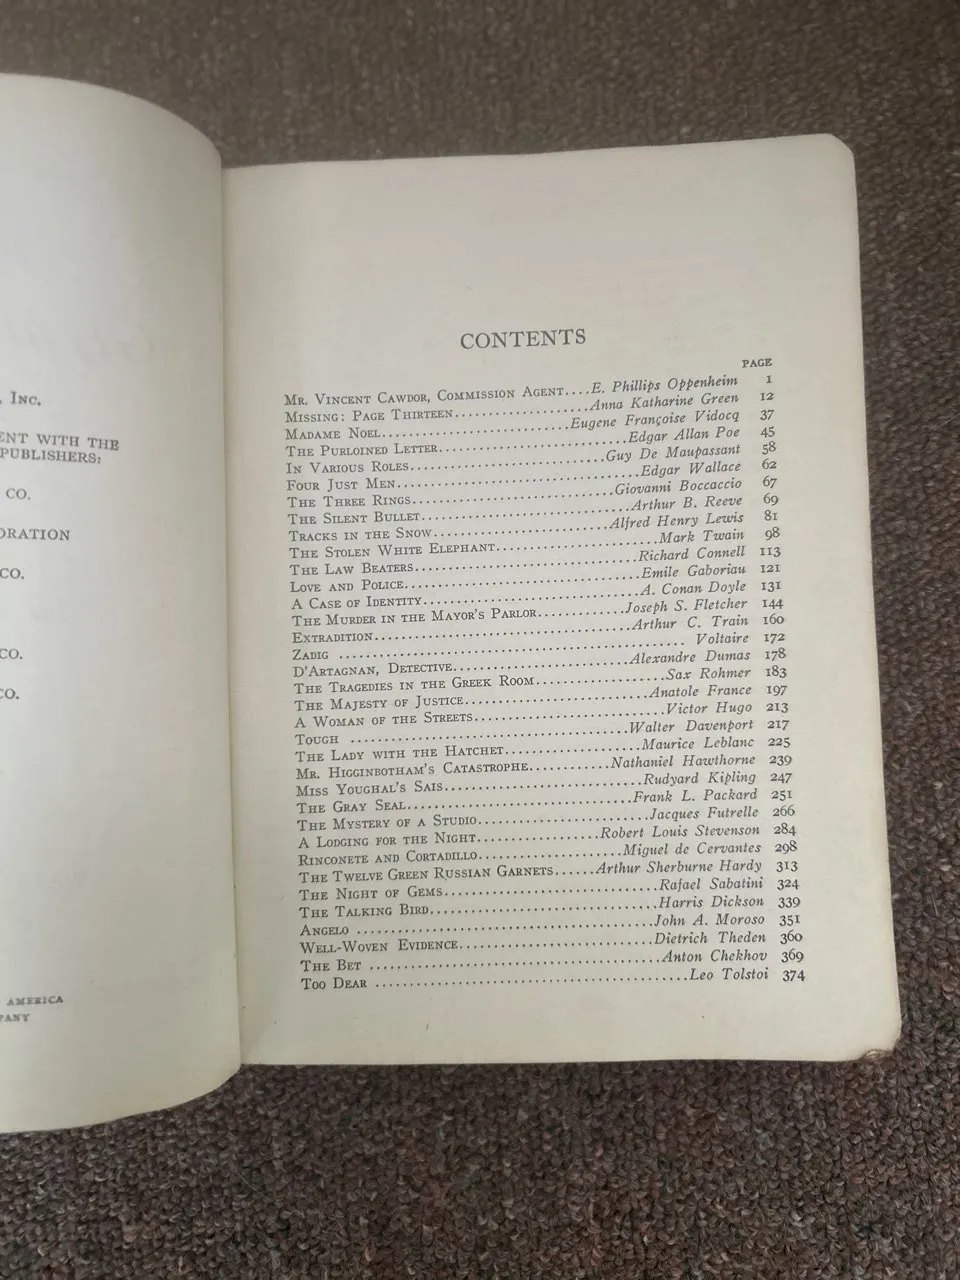 , Inc.
ENT WITH THE
PUBLISHERS:
CO.
ORATION
CO.
CO.
CO.
AMERICA
PANY
CONTENTS
PAGE
Mr. Vincent Cawdor, Commission Agent....E. Phillips Oppenheim 1
Missing: Page Thirteen....................Anna Katharine Green 12
Madame Noel............................Eugene Françoise Vidocq 37
The Purloined Letter............................Edgar Allan Poe 45
In Various Roles.............................Guy De Maupassant 58
Four Just Men...................................Edgar Wallace 62
The Three Rings.............................Giovanni Boccaccio 67
The Silent Bullet..............................Arthur B. Reeve 69
Tracks in the Snow.........................Alfred Henry Lewis 81
The Stolen White Elephant........................Mark Twain 98
The Law Beaters................................Richard Connell 113
Love and Police.................................Emile Gaboriau 121
A Case of Identity..............................A. Conan Doyle 131
The Murder in the Mayor's Parlor............Joseph S. Fletcher 144
Extradition.....................................Arthur C. Train 160
Zadig ................................................ Voltaire 172
D'Artagnan, Detective.........................Alexandre Dumas 178
The Tragedies in the Greek Room..................Sax Rohmer 183
The Majesty of Justice..........................Anatole France 197
A Woman of the Streets...........................Victor Hugo 213
Tough .......................................Walter Davenport 217
The Lady with the Hatchet....................Maurice Leblanc 225
Mr. Higginbotham's Catastrophe...........Nathaniel Hawthorne 239
Miss Youghal's Sais...........................Rudyard Kipling 247
The Gray Seal................................Frank L. Packard 251
The Mystery of a Studio.......................Jacques Futrelle 266
A Lodging for the Night.................Robert Louis Stevenson 284
Rinconete and Cortadillo....................Miguel de Cervantes 298
The Twelve Green Russian Garnets......Arthur Sherburne Hardy 313
The Night of Gems..............................Rafael Sabatini 324
The Talking Bird................................Harris Dickson 339
Angelo ........................................John A. Moroso 351
Well-Woven Evidence..........................Dietrich Theden 360
The Bet .......................................Anton Chekhov 369
Too Dear .........................................Leo Tolstoi 374